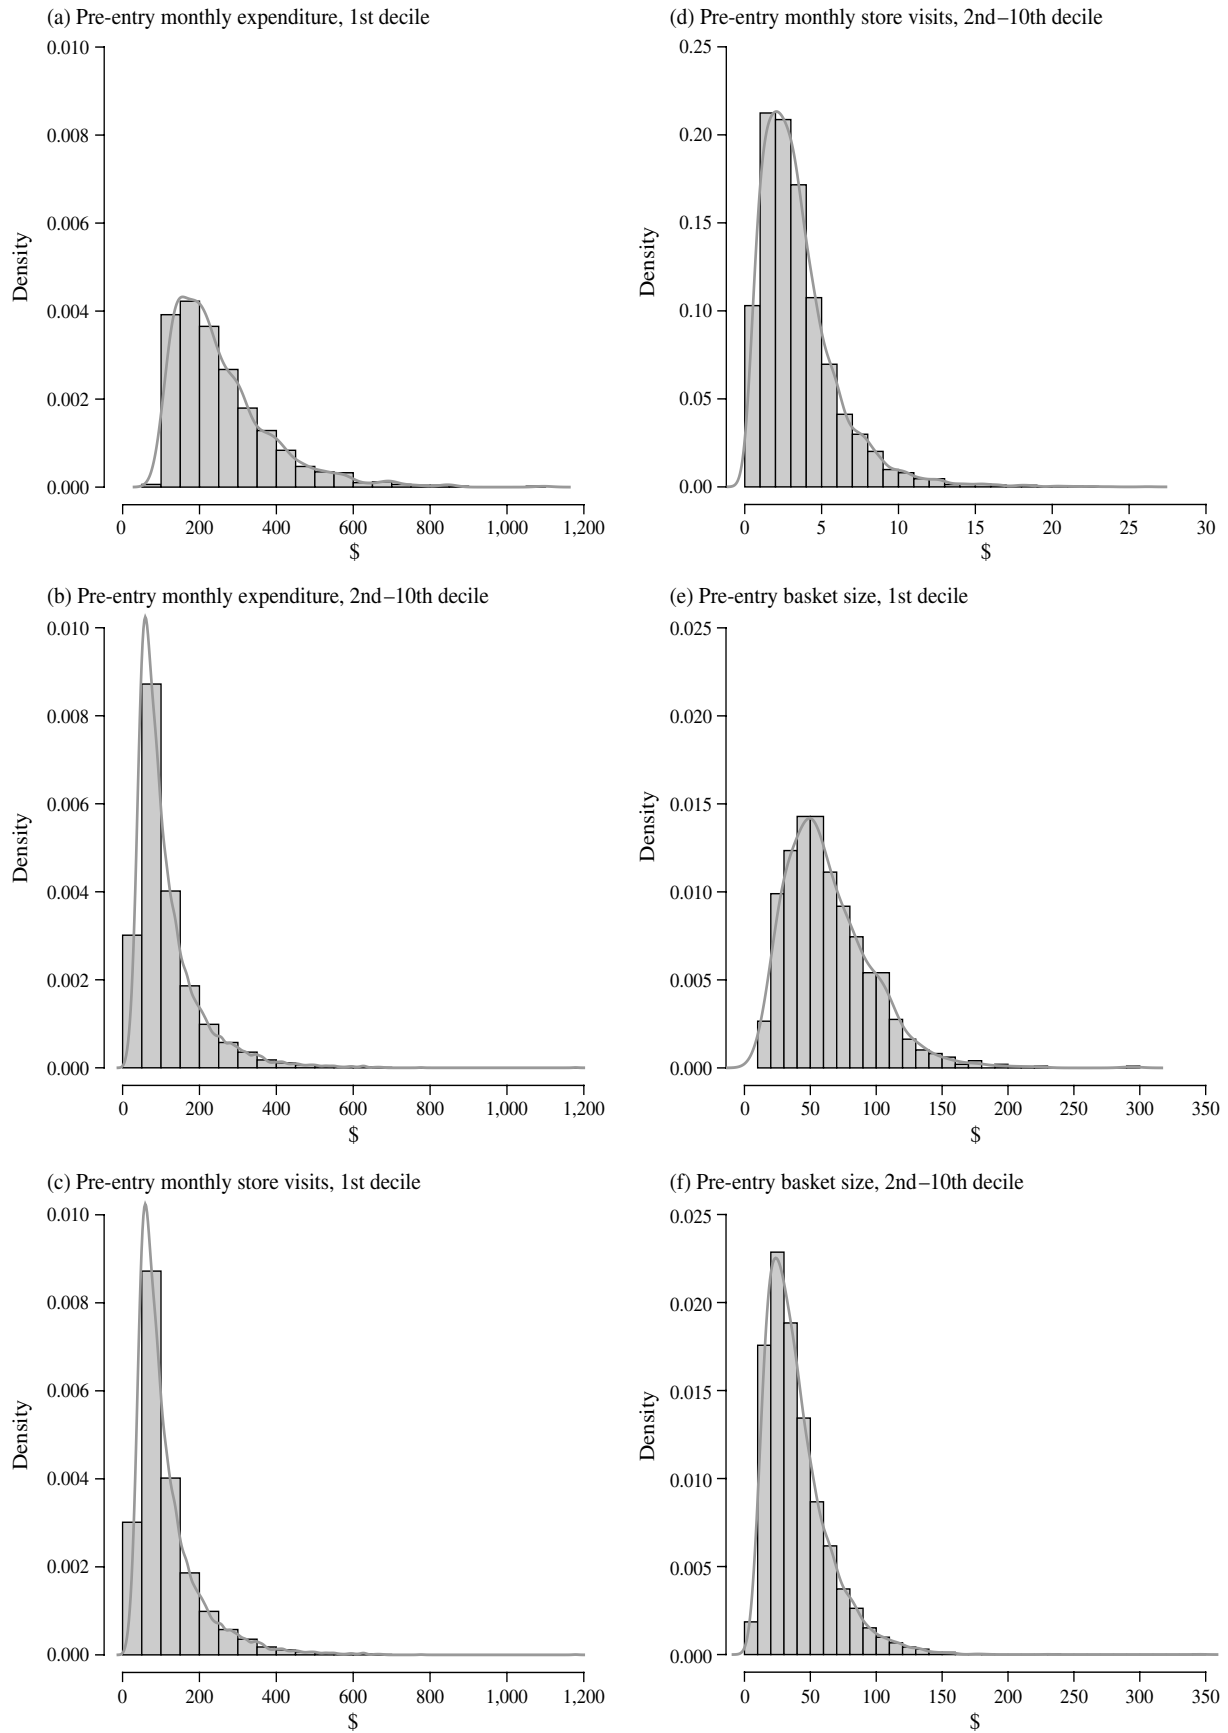 (a) Pre-entry monthly expenditure, 1st decile
0.010
0.008
0.006
0.004
0.002
0.000
Density
0 200 400 600 800 1,000 1,200
$
(b) Pre-entry monthly expenditure, 2nd–10th decile
0.010
0.008
0.006
0.004
0.002
0.000
Density
0 200 400 600 800 1,000 1,200
$
(c) Pre-entry monthly store visits, 1st decile
0.010
0.008
0.006
0.004
0.002
0.000
Density
0 200 400 600 800 1,000 1,200
$
(d) Pre-entry monthly store visits, 2nd–10th decile
0.25
0.20
0.15
0.10
0.05
0.00
Density
0 5 10 15 20 25 30
$
(e) Pre-entry basket size, 1st decile
0.025
0.020
0.015
0.010
0.005
0.000
Density
0 50 100 150 200 250 300 350
$
(f) Pre-entry basket size, 2nd–10th decile
0.025
0.020
0.015
0.010
0.005
0.000
Density
0 50 100 150 200 250 300 350
$